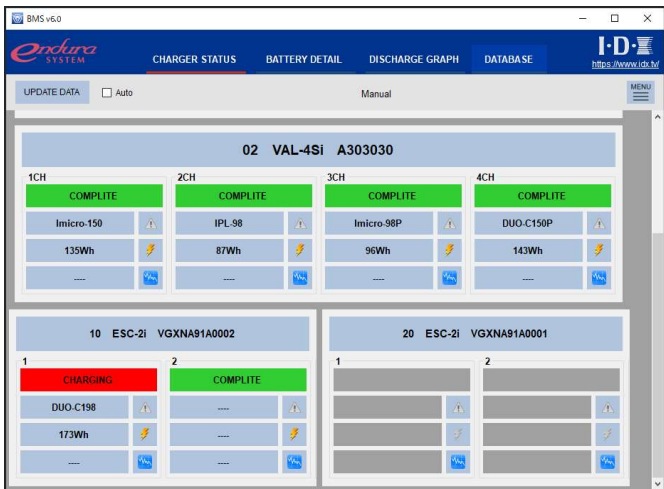 BMS v6.0
endura
SYSTEM
CHARGER STATUS BATTERY DETAIL DISCHARGE GRAPH DATABASE
I·D·X
https://www.idx.tv/
UPDATE DATA Auto Manual MENU
02 VAL-4Si A303030
1CH 2CH 3CH 4CH
COMPLITE COMPLITE COMPLITE COMPLITE
Imicro-150 IPL-98 Imicro-98P DUO-C150P
135Wh 87Wh 96Wh 143Wh
---- ---- ---- ----
10 ESC-2i VGXNA91A0002 20 ESC-2i VGXNA91A0001
1 2 1 2
CHARGING COMPLITE
DUO-C198 ----
173Wh ----
---- ----